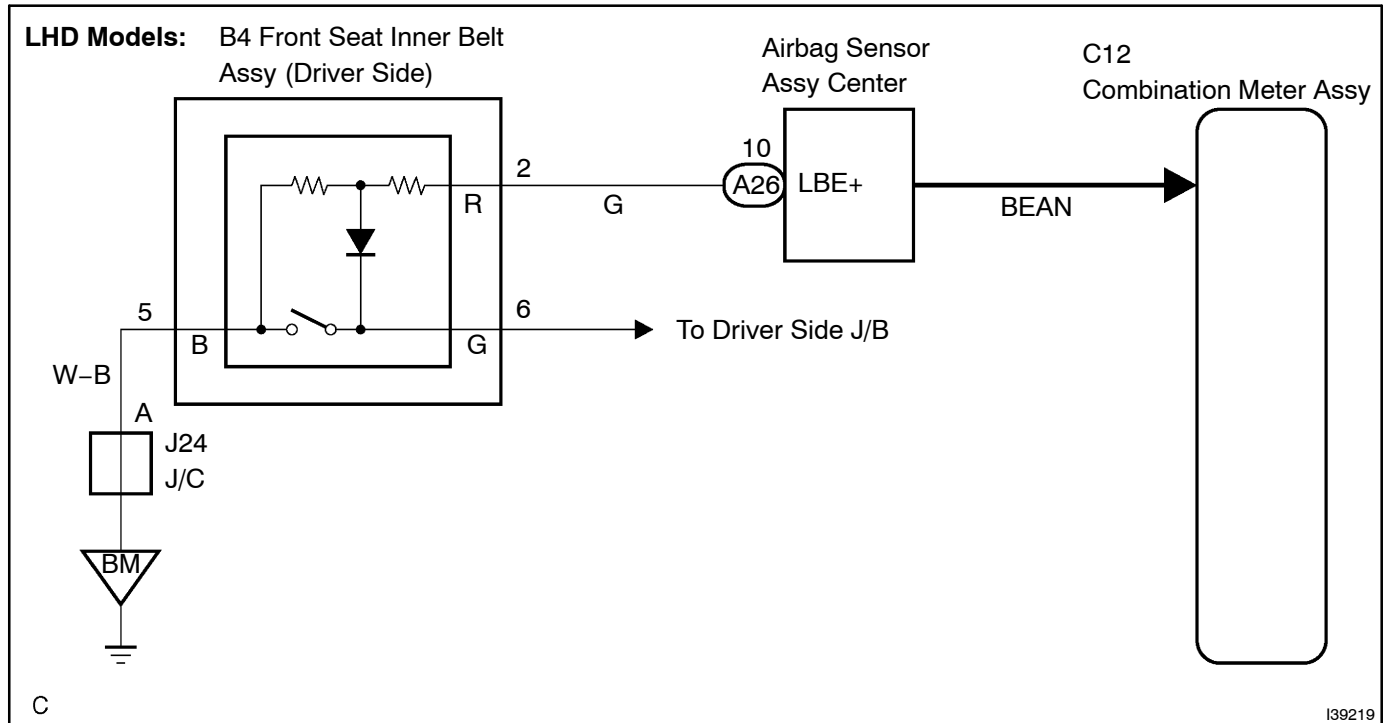 LHD Models: B4 Front Seat Inner Belt
Assy (Driver Side)
Airbag Sensor
Assy Center
C12
Combination Meter Assy
10
A26
LBE+
BEAN
2
R
G
5
B
6
G
To Driver Side J/B
W−B
A
J24
J/C
BM
C
I39219